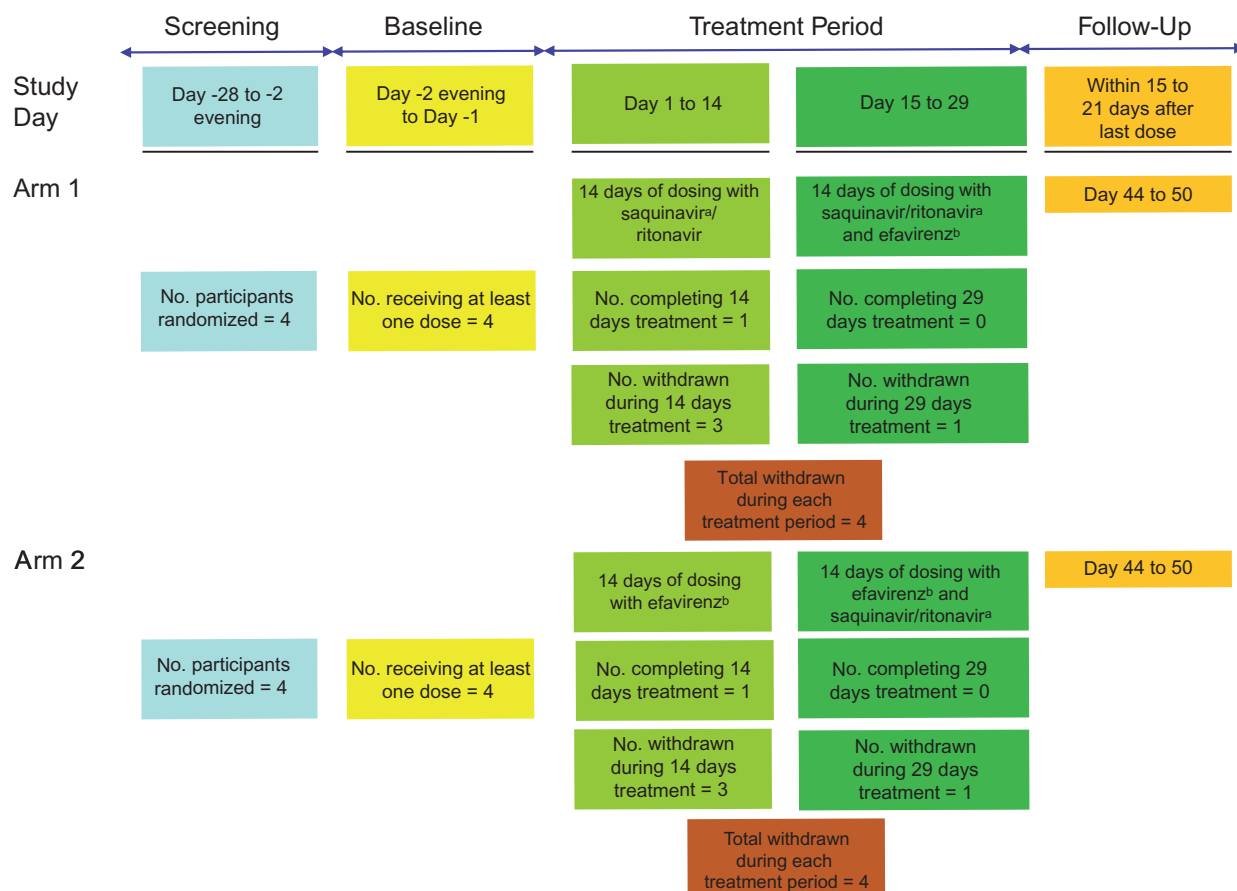 Screening
Baseline
Treatment Period
Follow-Up
Study
Day
Day -28 to -2
evening
Day -2 evening
to Day -1
Day 1 to 14
Day 15 to 29
Within 15 to
21 days after
last dose
Arm 1
14 days of dosing with
saquinavirᵃ/
ritonavir
14 days of dosing with
saquinavir/ritonavirᵃ
and efavirenzᵇ
Day 44 to 50
No. participants
randomized = 4
No. receiving at least
one dose = 4
No. completing 14
days treatment = 1
No. completing 29
days treatment = 0
No. withdrawn
during 14 days
treatment = 3
No. withdrawn
during 29 days
treatment = 1
Total withdrawn
during each
treatment period = 4
Arm 2
14 days of dosing
with efavirenzᵇ
14 days of dosing with
efavirenzᵇ and
saquinavir/ritonavirᵃ
Day 44 to 50
No. participants
randomized = 4
No. receiving at least
one dose = 4
No. completing 14
days treatment = 1
No. completing 29
days treatment = 0
No. withdrawn
during 14 days
treatment = 3
No. withdrawn
during 29 days
treatment = 1
Total withdrawn
during each
treatment period = 4